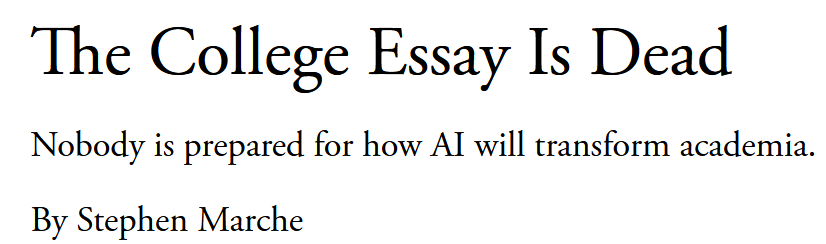 The College Essay Is Dead
Nobody is prepared for how AI will transform academia.
By Stephen Marche